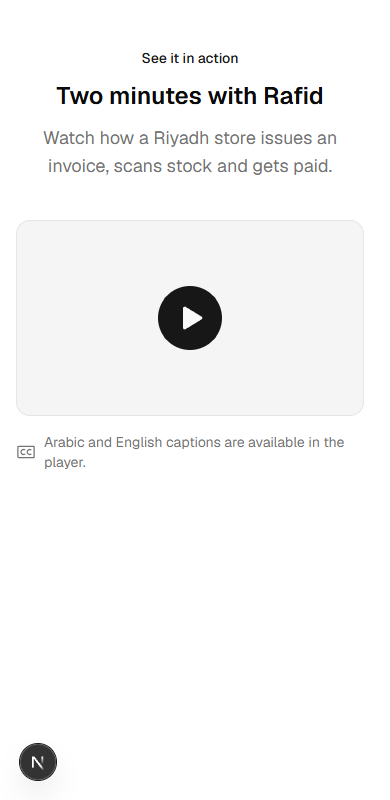 See it in action
Two minutes with Rafid
Watch how a Riyadh store issues an
invoice, scans stock and gets paid.
CC
Arabic and English captions are available in the
player.
N